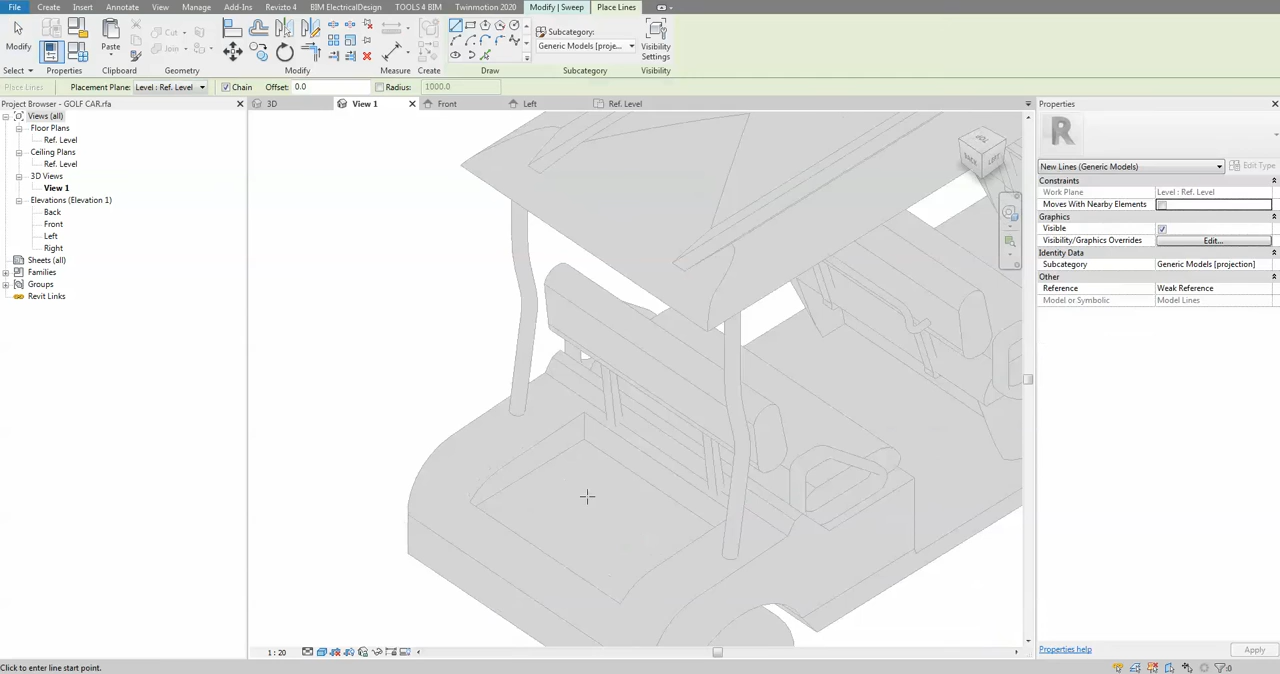 File Create Insert Annotate View Manage Add-Ins Revizto 4 BIM ElectricalDesign TOOLS 4 BIM Twinmotion 2020 Modify | Sweep Place Lines
Modify
Paste
Cut
Join
Subcategory:
Generic Models [proje...
Visibility
Settings
Select Properties Clipboard Geometry Modify Measure Create Draw Subcategory Visibility
Place Lines Placement Plane: Level : Ref. Level Chain Offset: 0.0 Radius: 1000.0
Project Browser - GOLF CAR.rfa
3D View 1 Front Left Ref. Level
Properties
Views (all)
Floor Plans
Ref. Level
Ceiling Plans
Ref. Level
3D Views
View 1
Elevations (Elevation 1)
Back
Front
Left
Right
Sheets (all)
Families
Groups
Revit Links
BACK LEFT
R
New Lines (Generic Models) Edit Type
Constraints
Work Plane Level : Ref. Level
Moves With Nearby Elements
Graphics
Visible
Visibility/Graphics Overrides Edit...
Identity Data
Subcategory Generic Models [projection]
Other
Reference Weak Reference
Model or Symbolic Model Lines
1 : 20
Properties help Apply
Click to enter line start point.
:0